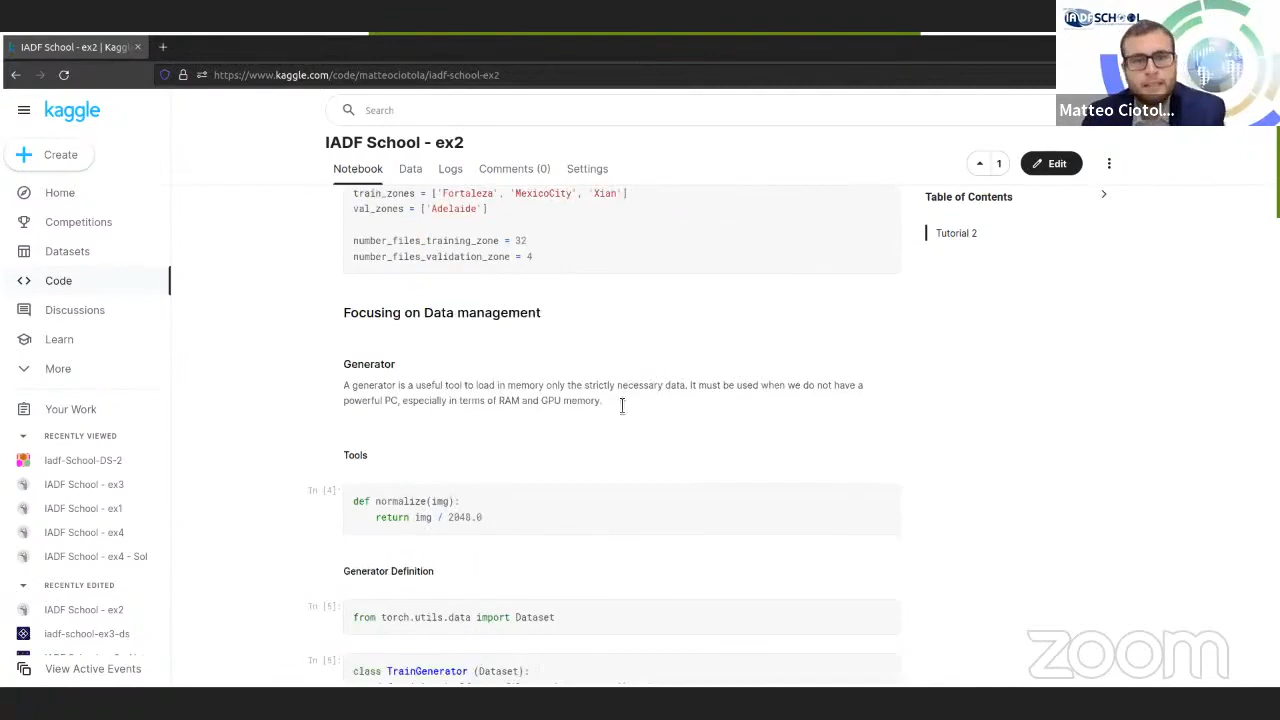 IADF SCHOOL
IADF School - ex2 | Kaggl
https://www.kaggle.com/code/matteociotola/iadf-school-ex2
Matteo Ciotol...
kaggle
Search
Create
IADF School - ex2
1
Edit
Notebook Data Logs Comments (0) Settings
Home
Competitions
Datasets
Code
Discussions
Learn
More
Your Work
RECENTLY VIEWED
Iadf-School-DS-2
IADF School - ex3
IADF School - ex1
IADF School - ex4
IADF School - ex4 - Sol
RECENTLY EDITED
IADF School - ex2
iadf-school-ex3-ds
View Active Events
train_zones = ['Fortaleza', 'MexicoCity', 'Xian']
val_zones = ['Adelaide']
number_files_training_zone = 32
number_files_validation_zone = 4
Focusing on Data management
Generator
A generator is a useful tool to load in memory only the strictly necessary data. It must be used when we do not have a
powerful PC, especially in terms of RAM and GPU memory.
Tools
In [4]:
def normalize(img):
return img / 2048.0
Generator Definition
In [5]:
from torch.utils.data import Dataset
In [6]:
class TrainGenerator (Dataset):
Table of Contents
Tutorial 2
zoom